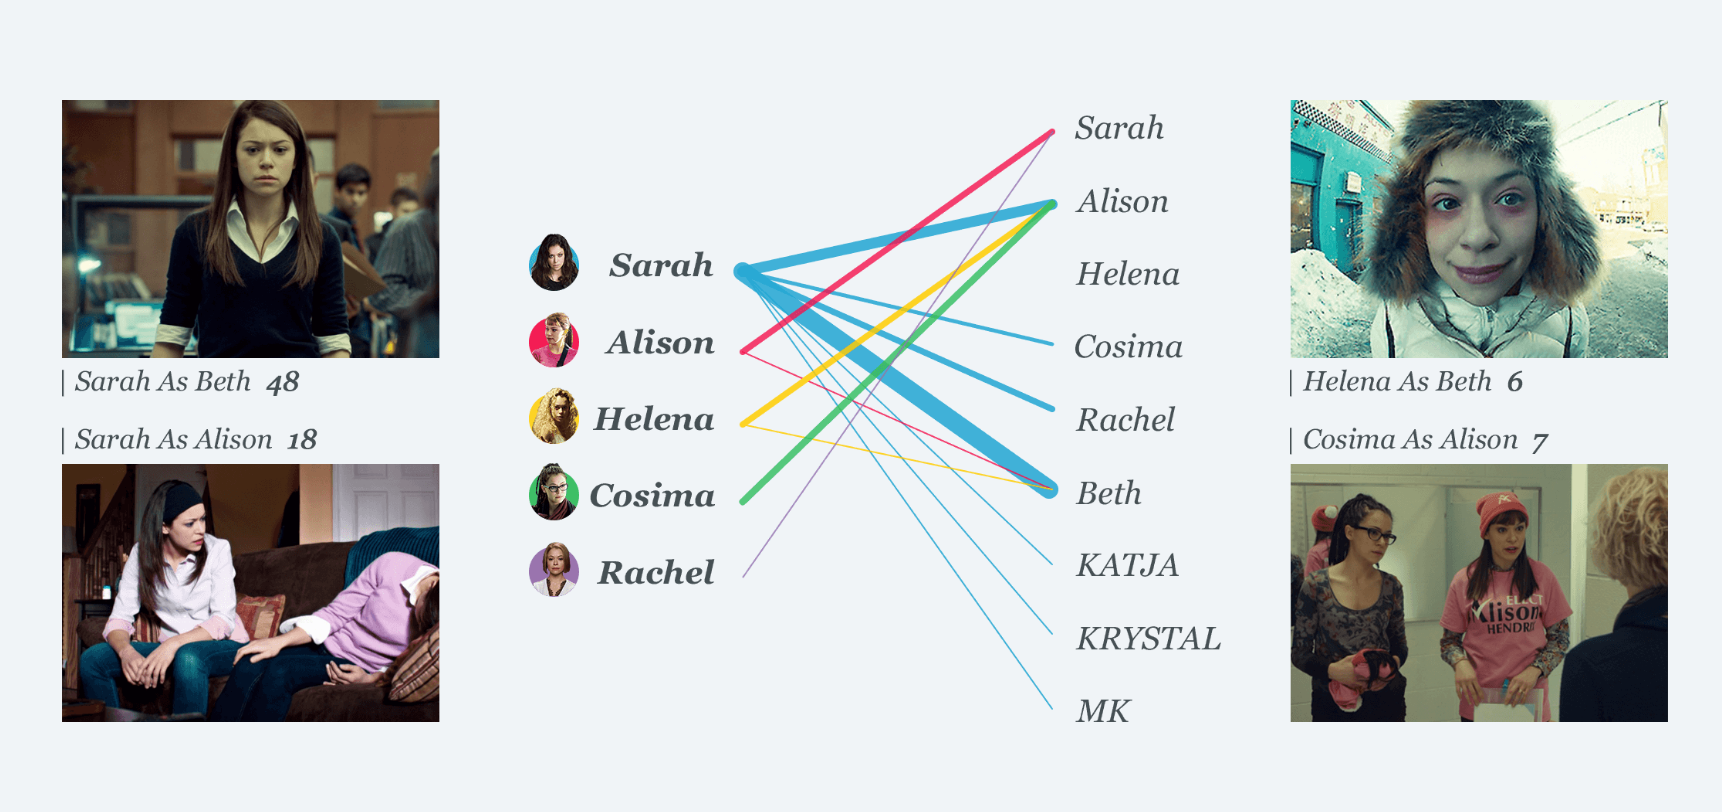 | Sarah As Beth 48
| Sarah As Alison 18
Sarah
Alison
Helena
Cosima
Rachel
Sarah
Alison
Helena
Cosima
Rachel
Beth
KATJA
KRYSTAL
MK
| Helena As Beth 6
| Cosima As Alison 7
ELECT
Alison